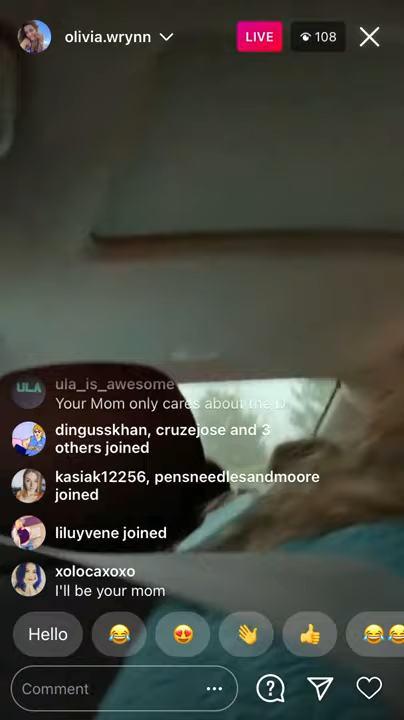 olivia.wrynn
LIVE
108
ULA
ula_is_awesome
Your Mom only cares about the D
dingusskhan, cruzejose and 3
others joined
kasiak12256, pensneedlesandmoore
joined
liluyvene joined
xolocaxoxo
I'll be your mom
Hello
Comment